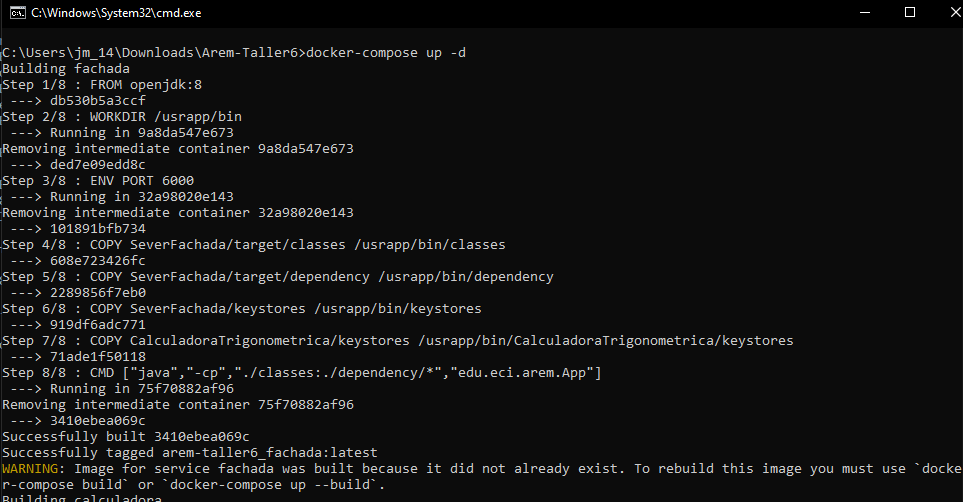 C:\Windows\System32\cmd.exe
C:\Users\jm_14\Downloads\Arem-Taller6>docker-compose up -d
Building fachada
Step 1/8 : FROM openjdk:8
 ---> db530b5a3ccf
Step 2/8 : WORKDIR /usrapp/bin
 ---> Running in 9a8da547e673
Removing intermediate container 9a8da547e673
 ---> ded7e09edd8c
Step 3/8 : ENV PORT 6000
 ---> Running in 32a98020e143
Removing intermediate container 32a98020e143
 ---> 101891bfb734
Step 4/8 : COPY SeverFachada/target/classes /usrapp/bin/classes
 ---> 608e723426fc
Step 5/8 : COPY SeverFachada/target/dependency /usrapp/bin/dependency
 ---> 2289856f7eb0
Step 6/8 : COPY SeverFachada/keystores /usrapp/bin/keystores
 ---> 919df6adc771
Step 7/8 : COPY CalculadoraTrigonometrica/keystores /usrapp/bin/CalculadoraTrigonometrica/keystores
 ---> 71ade1f50118
Step 8/8 : CMD ["java","-cp","./classes:./dependency/*","edu.eci.arem.App"]
 ---> Running in 75f70882af96
Removing intermediate container 75f70882af96
 ---> 3410ebea069c
Successfully built 3410ebea069c
Successfully tagged arem-taller6_fachada:latest
WARNING: Image for service fachada was built because it did not already exist. To rebuild this image you must use `docke
r-compose build` or `docker-compose up --build`.
Building calculadora